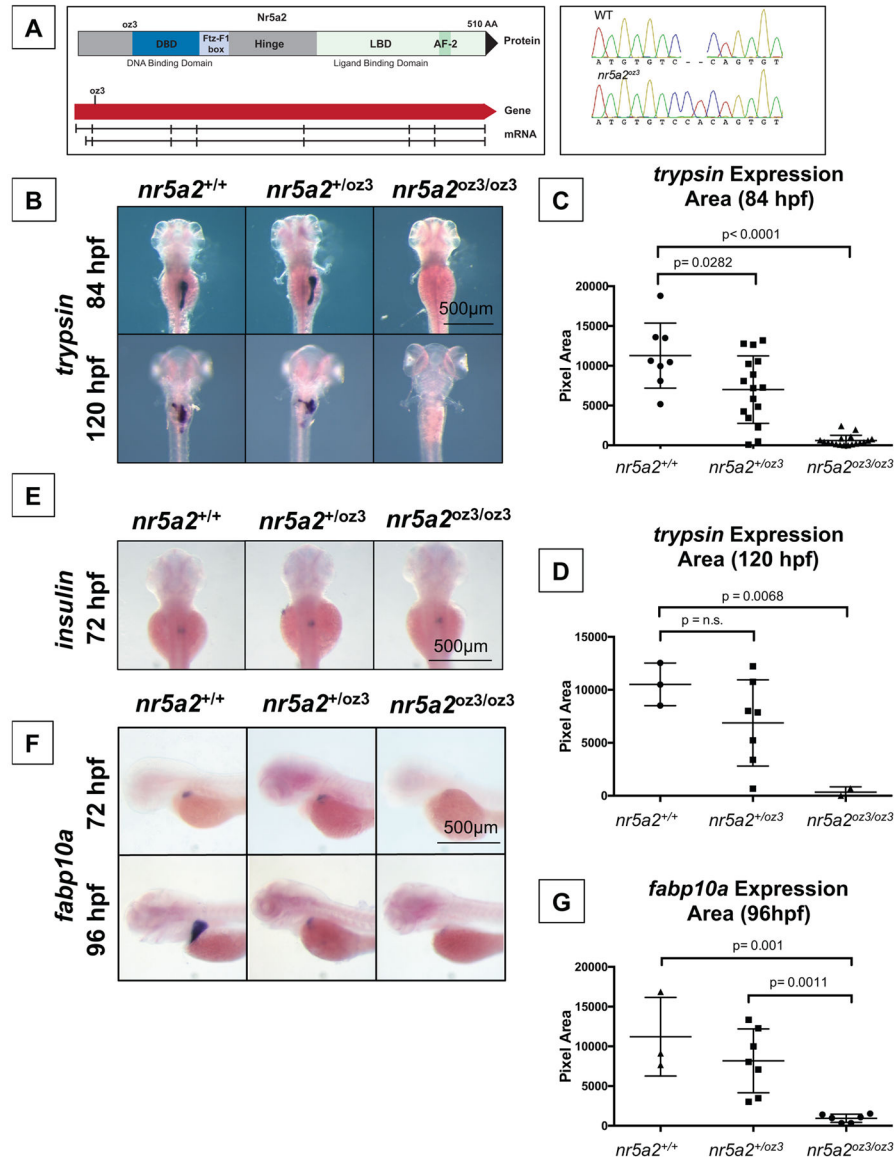 A
Nr5a2
oz3
510 AA
DBD
Ftz-F1
box
Hinge
LBD
AF-2
Protein
DNA Binding Domain
Ligand Binding Domain
oz3
Gene
mRNA
WT
A T G T G T C - - C A G T G T
nr5a2oz3
A T G T G T C C A C A G T G T
B
nr5a2+/+
nr5a2+/oz3
nr5a2oz3/oz3
trypsin
84 hpf
120 hpf
500µm
C
trypsin Expression
Area (84 hpf)
p< 0.0001
p= 0.0282
Pixel Area
20000
15000
10000
5000
0
nr5a2+/+
nr5a2+/oz3
nr5a2oz3/oz3
E
nr5a2+/+
nr5a2+/oz3
nr5a2oz3/oz3
insulin
72 hpf
500µm
D
trypsin Expression
Area (120 hpf)
p = 0.0068
p = n.s.
Pixel Area
15000
10000
5000
0
nr5a2+/+
nr5a2+/oz3
nr5a2oz3/oz3
F
nr5a2+/+
nr5a2+/oz3
nr5a2oz3/oz3
fabp10a
72 hpf
96 hpf
500µm
G
fabp10a Expression
Area (96hpf)
p= 0.001
p= 0.0011
Pixel Area
20000
15000
10000
5000
0
nr5a2+/+
nr5a2+/oz3
nr5a2oz3/oz3